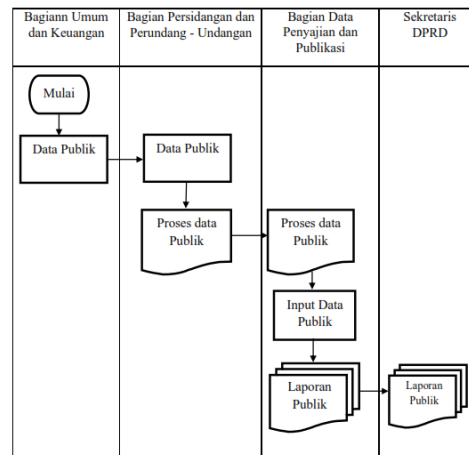 Bagiann Umum
dan Keuangan
Bagian Persidangan dan
Perundang - Undangan
Bagian Data
Penyajian dan
Publikasi
Sekretaris
DPRD
Mulai
Data Publik
Data Publik
Proses data
Publik
Proses data
Publik
Input Data
Publik
Laporan
Publik
Laporan
Publik